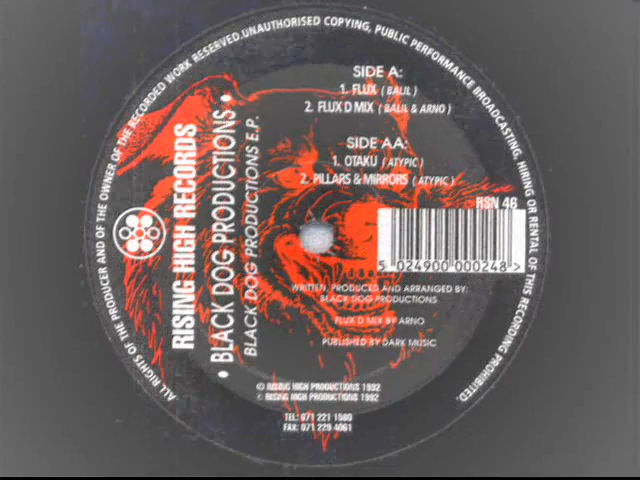 ALL RIGHTS OF THE PRODUCER AND OF THE OWNER OF THE RECORDED WORK RESERVED. UNAUTHORISED COPYING, PUBLIC PERFORMANCE BROADCASTING, HIRING OR RENTAL OF THIS RECORDING PROHIBITED.
RISING HIGH RECORDS
• BLACK DOG PRODUCTIONS •
BLACK DOG PRODUCTIONS E.P.
SIDE A:
1. FLUX (BALIL)
2. FLUX D MIX (BALIL & ARNO)
SIDE AA:
1. OTAKU (ATYPIC)
2. PILLARS & MIRRORS (ATYPIC)
RSN 46
5 024900 000248 >
WRITTEN, PRODUCED AND ARRANGED BY:
BLACK DOG PRODUCTIONS
FLUX D MIX BY ARNO
PUBLISHED BY DARK MUSIC
© RISING HIGH PRODUCTIONS 1992
℗ RISING HIGH PRODUCTIONS 1992
TEL: 071 221 1580
FAX: 071 229 4061